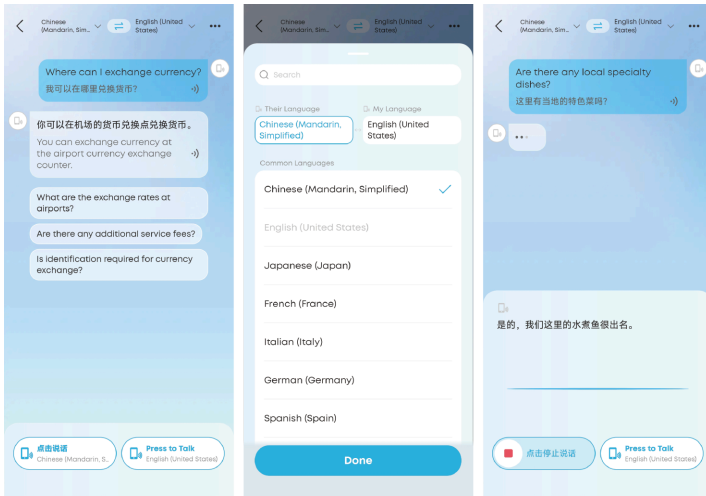 Chinese
(Mandarin, Sim...
English (United
States)
Where can I exchange currency?
我可以在哪里兑换货币?
你可以在机场的货币兑换点兑换货币。
You can exchange currency at
the airport currency exchange
counter.
What are the exchange rates at
airports?
Are there any additional service fees?
Is identification required for currency
exchange?
点击说话
Chinese (Mandarin, S...
Press to Talk
English (United States)
Chinese
(Mandarin, Sim...
English (United
States)
Search
Their Language
My Language
Chinese (Mandarin,
Simplified)
English (United
States)
Common Languages
Chinese (Mandarin, Simplified)
English (United States)
Japanese (Japan)
French (France)
Italian (Italy)
German (Germany)
Spanish (Spain)
Done
Chinese
(Mandarin, Sim...
English (United
States)
Are there any local specialty
dishes?
这里有当地的特色菜吗?
是的，我们这里的水煮鱼很出名。
点击停止说话
Press to Talk
English (United States)